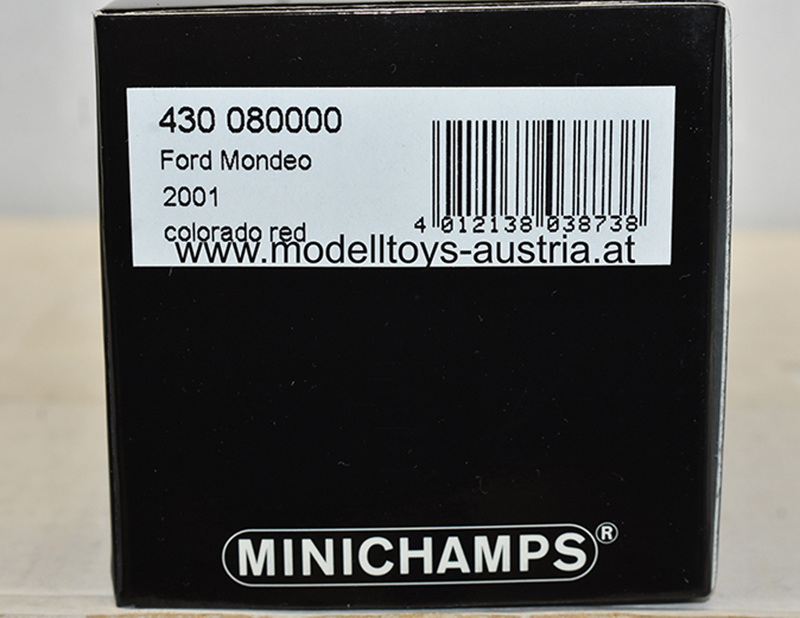 430 080000
Ford Mondeo
2001
colorado red
4 012138 038738
www.modelltoys-austria.at
MINICHAMPS®